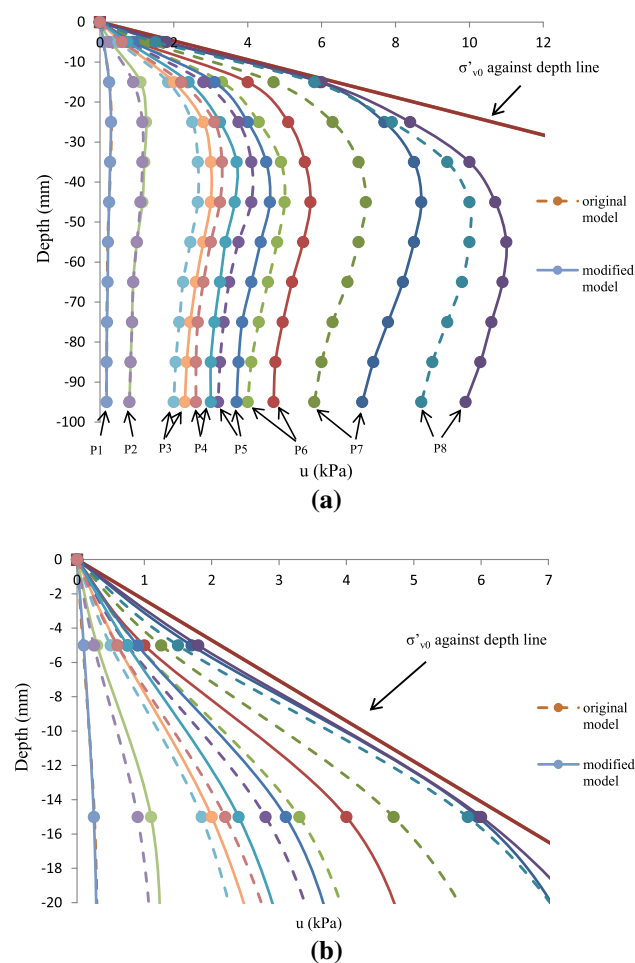 0 2 4 6 8 10 12
0
-10
-20
-30
-40
-50
-60
-70
-80
-90
-100
Depth (mm)
σ'v0 against depth line
original
model
modified
model
P1 P2 P3 P4 P5 P6 P7 P8
u (kPa)
(a)
0 1 2 3 4 5 6 7
0
-2
-4
-6
-8
-10
-12
-14
-16
-18
-20
Depth (mm)
σ'v0 against depth line
original
model
modified
model
u (kPa)
(b)